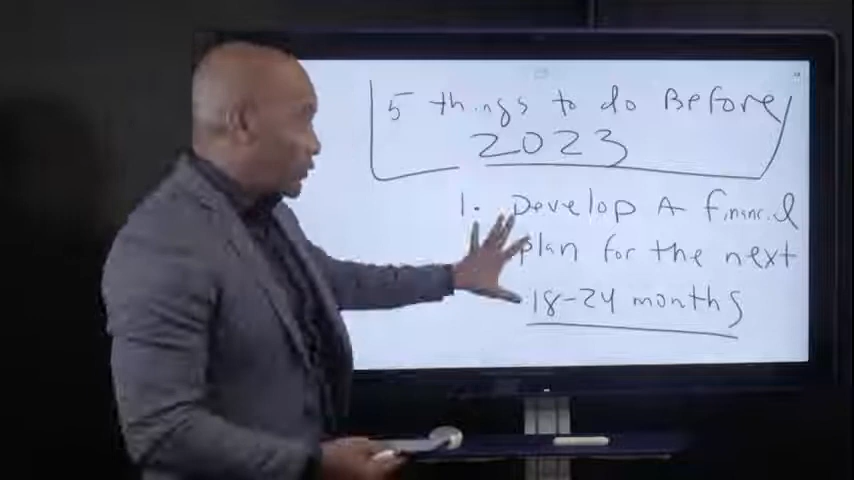 5 things to do Before
2023
1. Develop A financial
plan for the next
18-24 months